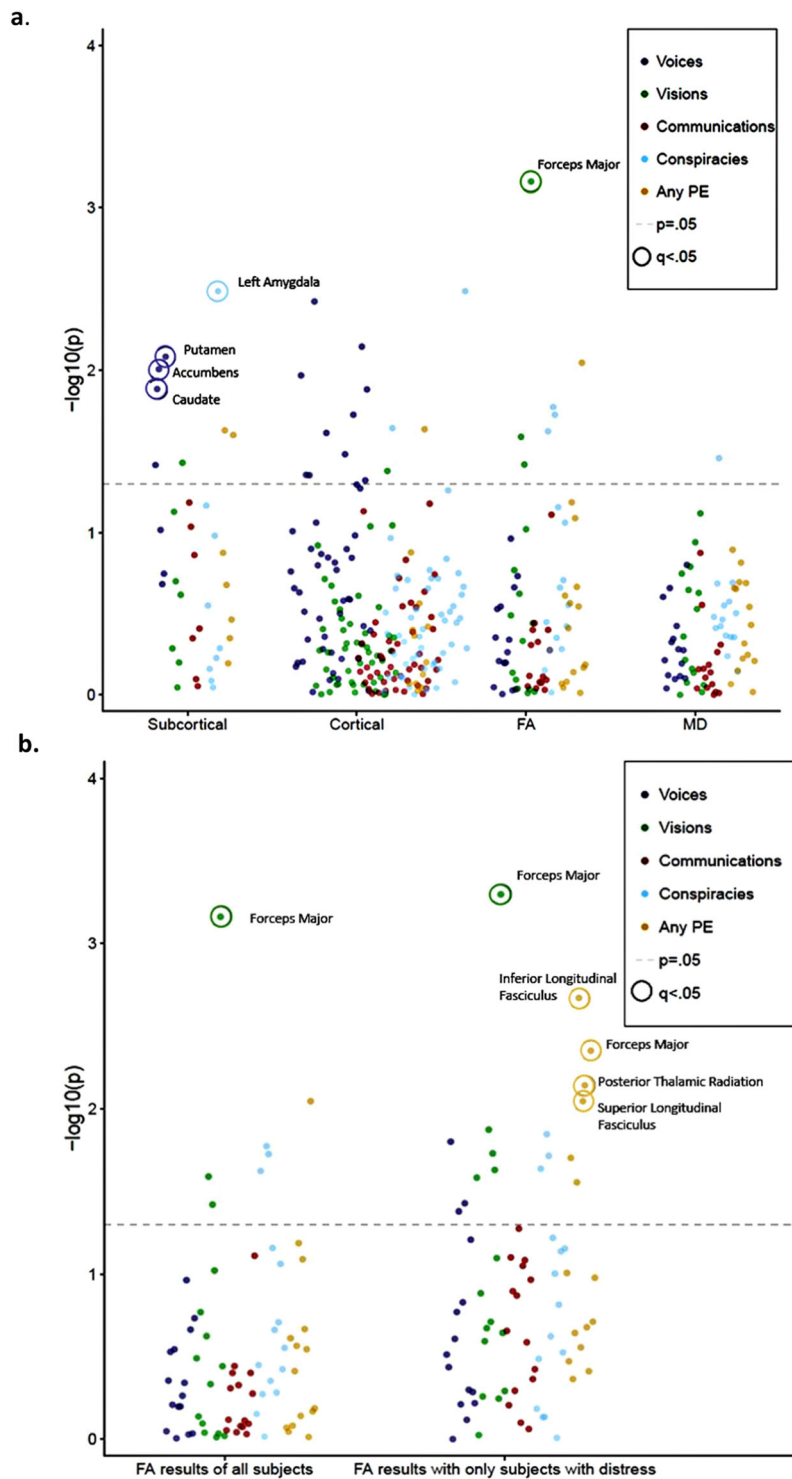 a.
4
3
2
1
0
−log10(p)
Voices
Visions
Communications
Conspiracies
Any PE
p=.05
q<.05
Forceps Major
Left Amygdala
Putamen
Accumbens
Caudate
Subcortical
Cortical
FA
MD
b.
4
3
2
1
0
−log10(p)
Voices
Visions
Communications
Conspiracies
Any PE
p=.05
q<.05
Forceps Major
Forceps Major
Inferior Longitudinal
Fasciculus
Forceps Major
Posterior Thalamic Radiation
Superior Longitudinal
Fasciculus
FA results of all subjects
FA results with only subjects with distress